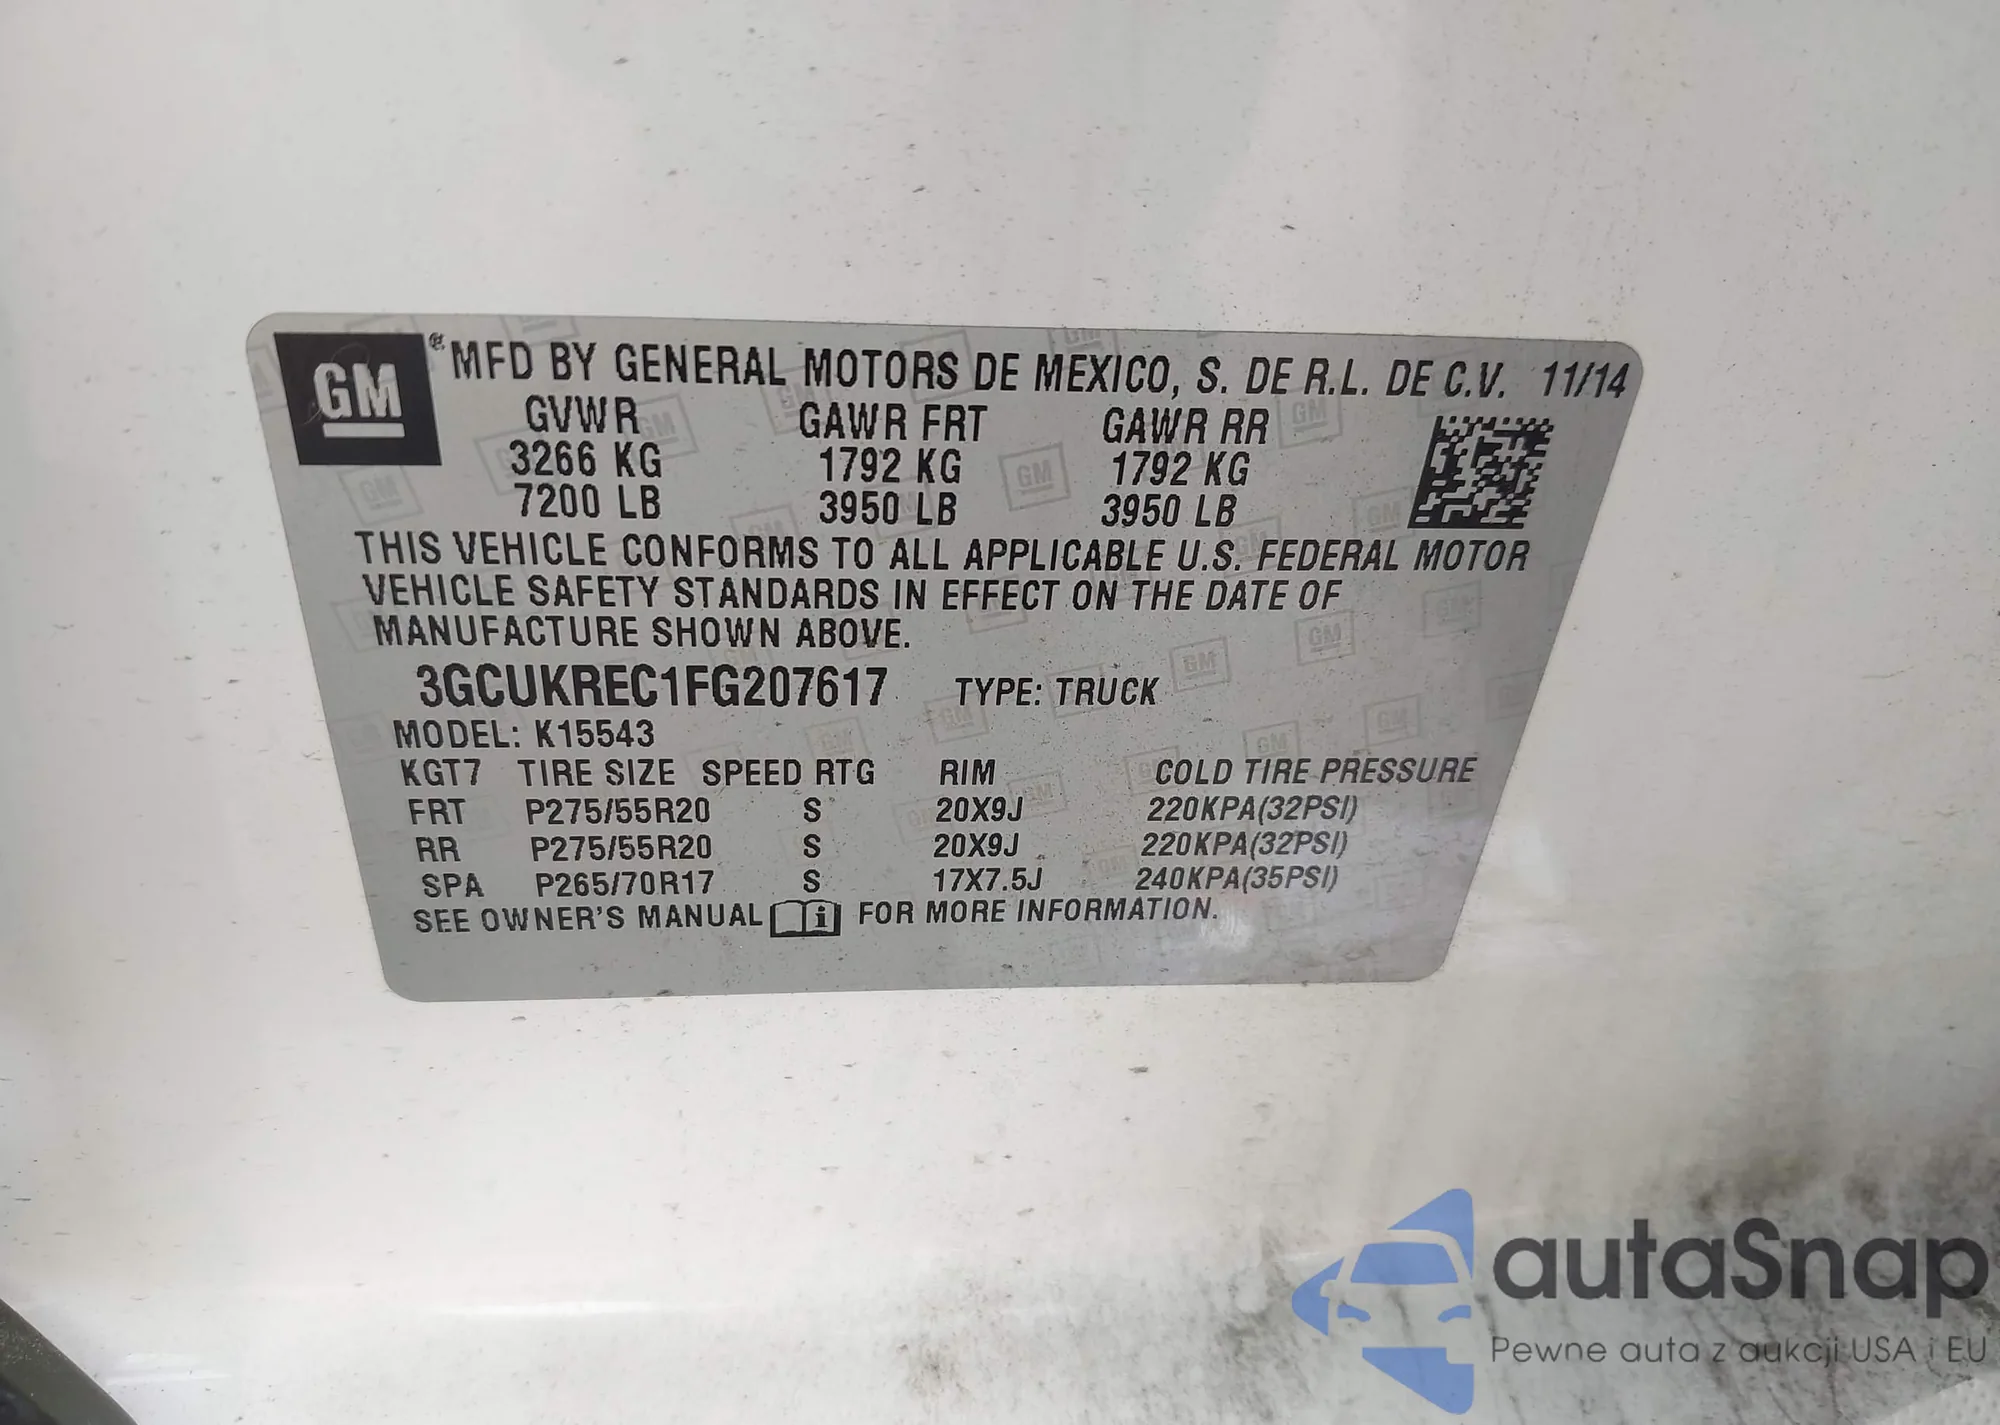 GM ® MFD BY GENERAL MOTORS DE MEXICO, S. DE R.L. DE C.V. 11/14
GVWR GAWR FRT GAWR RR
3266 KG 1792 KG 1792 KG
7200 LB 3950 LB 3950 LB
THIS VEHICLE CONFORMS TO ALL APPLICABLE U.S. FEDERAL MOTOR
VEHICLE SAFETY STANDARDS IN EFFECT ON THE DATE OF
MANUFACTURE SHOWN ABOVE.
3GCUKREC1FG207617 TYPE: TRUCK
MODEL: K15543
KGT7 TIRE SIZE SPEED RTG RIM COLD TIRE PRESSURE
FRT P275/55R20 S 20X9J 220KPA(32PSI)
RR P275/55R20 S 20X9J 220KPA(32PSI)
SPA P265/70R17 S 17X7.5J 240KPA(35PSI)
SEE OWNER'S MANUAL i FOR MORE INFORMATION.
autaSnap
Pewne auta z aukcji USA i EU